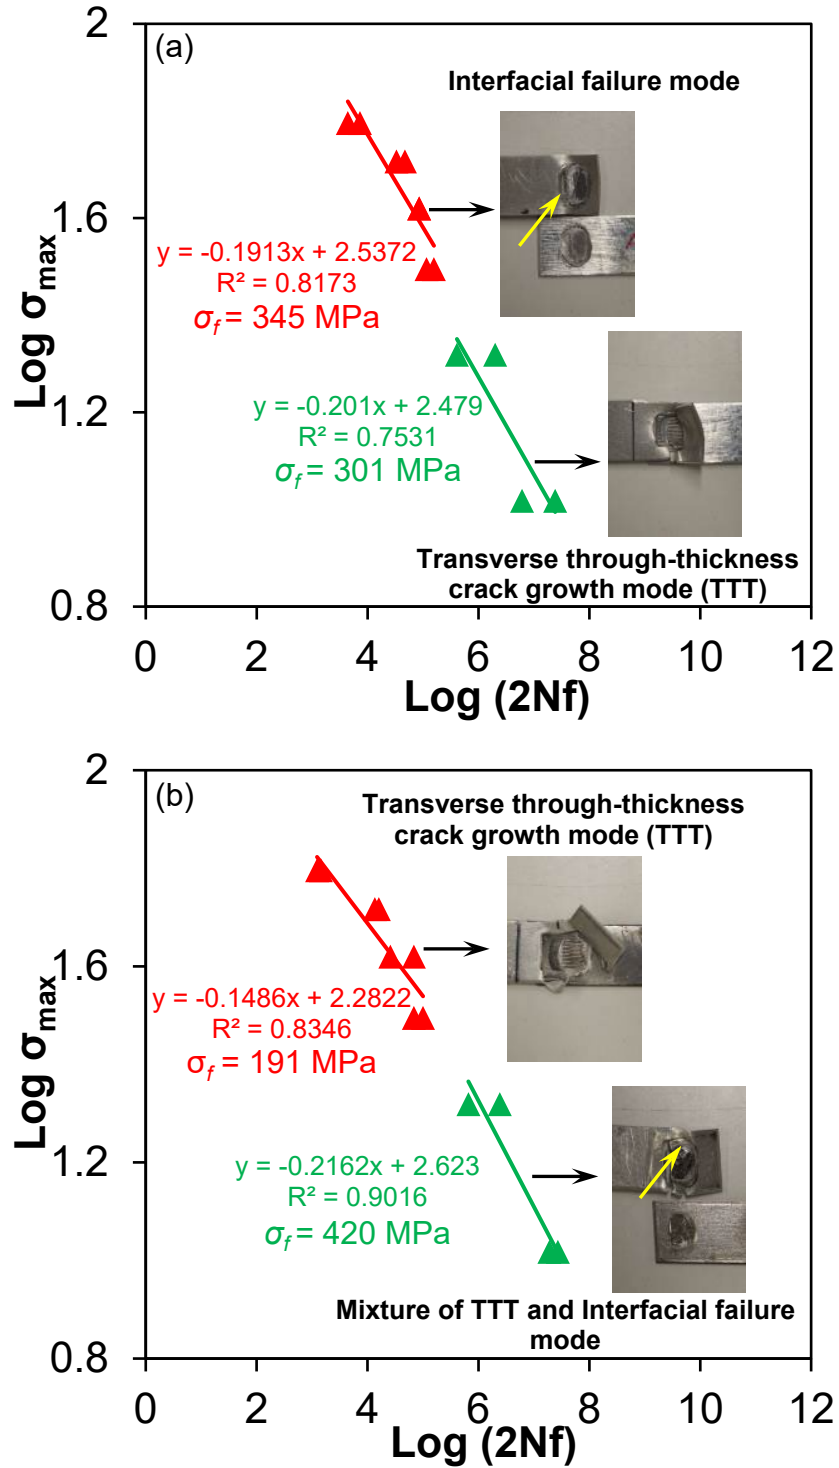 2
(a)
Interfacial failure mode
1.6
y = -0.1913x + 2.5372
R² = 0.8173
σf = 345 MPa
Log σmax
1.2
y = -0.201x + 2.479
R² = 0.7531
σf = 301 MPa
Transverse through-thickness
crack growth mode (TTT)
0.8
0 2 4 6 8 10 12
Log (2Nf)
2
(b)
Transverse through-thickness
crack growth mode (TTT)
1.6
y = -0.1486x + 2.2822
R² = 0.8346
σf = 191 MPa
Log σmax
1.2
y = -0.2162x + 2.623
R² = 0.9016
σf = 420 MPa
Mixture of TTT and Interfacial failure
mode
0.8
0 2 4 6 8 10 12
Log (2Nf)